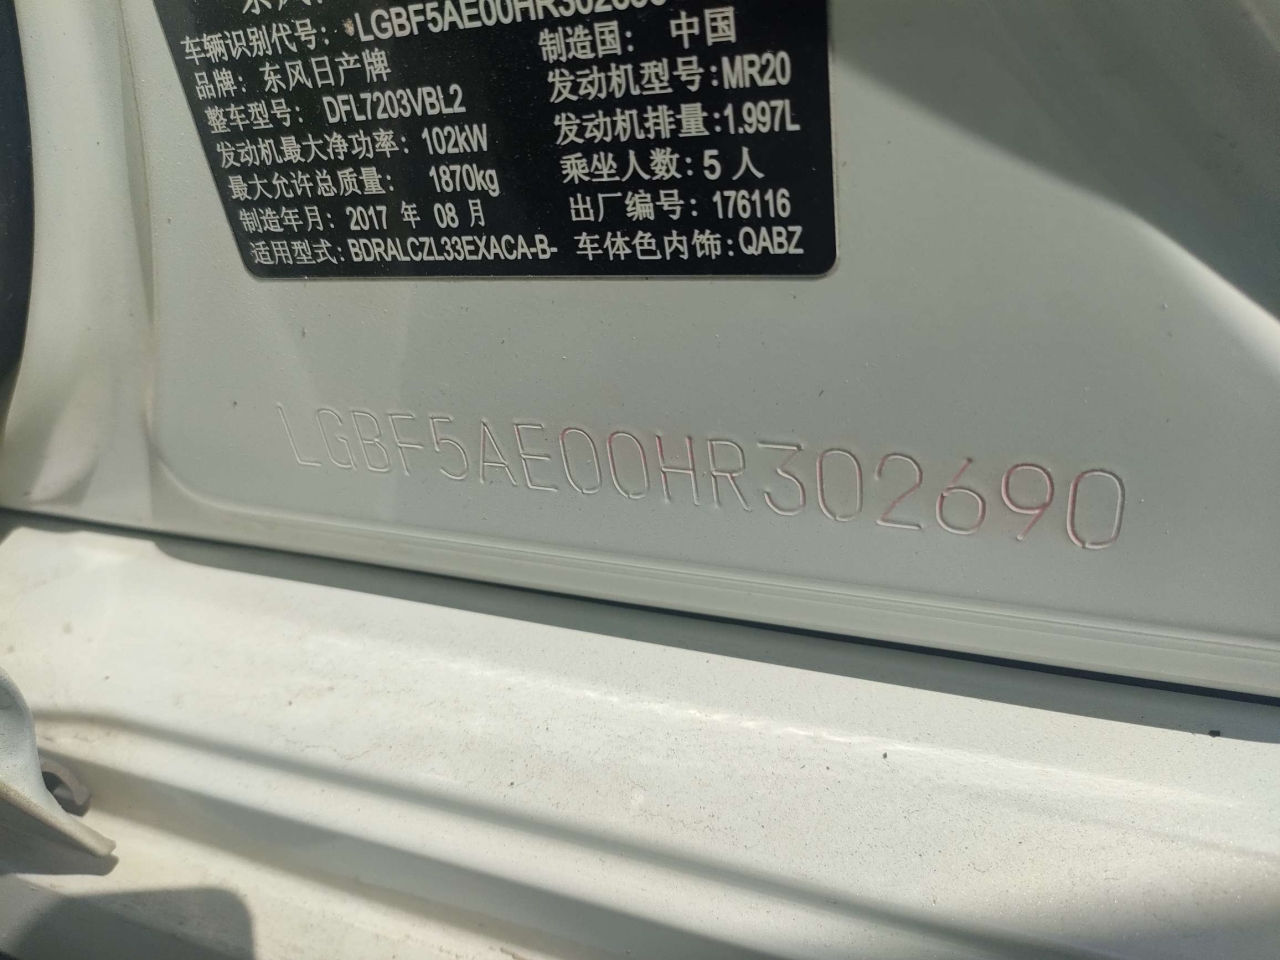 车辆识别代号: LGBF5AE00HR302690 制造国: 中国
品牌: 东风日产牌 发动机型号: MR20
整车型号: DFL7203VBL2 发动机排量: 1.997L
发动机最大净功率: 102kW 乘坐人数: 5 人
最大允许总质量: 1870kg 出厂编号: 176116
制造年月: 2017 年 08 月 车体色内饰: QABZ
适用型式: BDRALCZL33EXACA-B-
LGBF5AE00HR302690